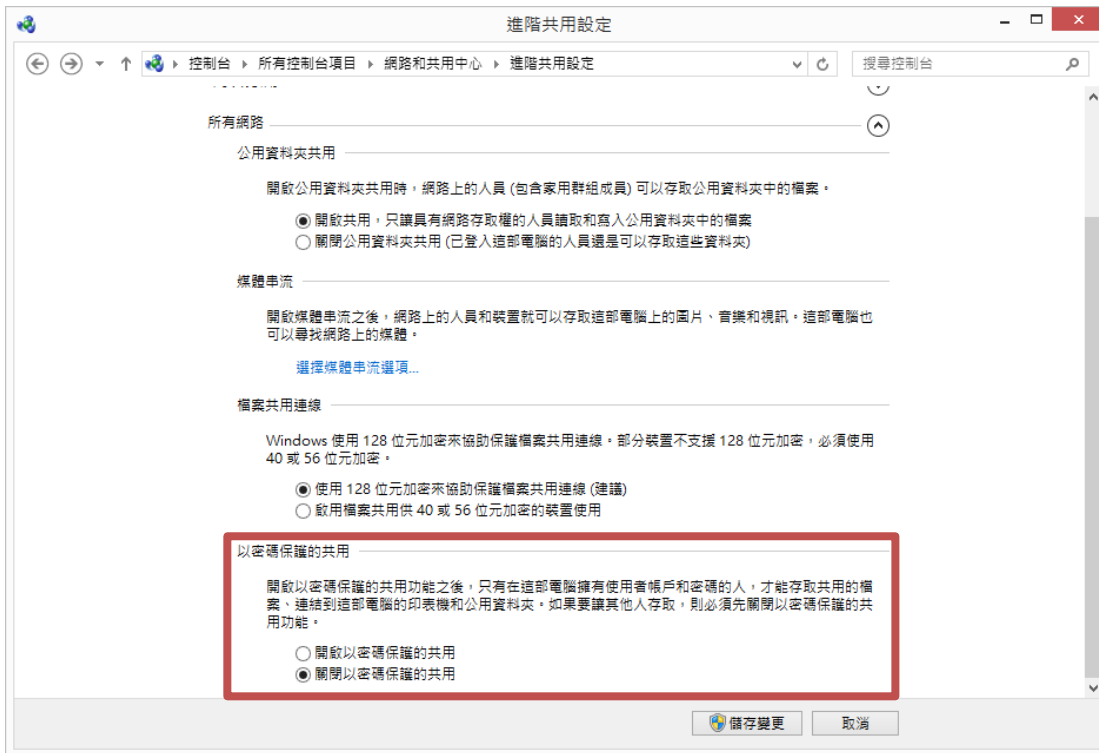 進階共用設定
控制台 ▸ 所有控制台項目 ▸ 網路和共用中心 ▸ 進階共用設定
搜尋控制台
所有網路
公用資料夾共用
開啟公用資料夾共用時，網路上的人員 (包含家用群組成員) 可以存取公用資料夾中的檔案。
開啟共用，只讓具有網路存取權的人員讀取和寫入公用資料夾中的檔案
關閉公用資料夾共用 (已登入這部電腦的人員還是可以存取這些資料夾)
媒體串流
開啟媒體串流之後，網路上的人員和裝置就可以存取這部電腦上的圖片、音樂和視訊。這部電腦也
可以尋找網路上的媒體。
選擇媒體串流選項...
檔案共用連線
Windows 使用 128 位元加密來協助保護檔案共用連線。部分裝置不支援 128 位元加密，必須使用
40 或 56 位元加密。
使用 128 位元加密來協助保護檔案共用連線 (建議)
啟用檔案共用供 40 或 56 位元加密的裝置使用
以密碼保護的共用
開啟以密碼保護的共用功能之後，只有在這部電腦擁有使用者帳戶和密碼的人，才能存取共用的檔
案、連結到這部電腦的印表機和公用資料夾。如果要讓其他人存取，則必須先關閉以密碼保護的共
用功能。
開啟以密碼保護的共用
關閉以密碼保護的共用
儲存變更
取消